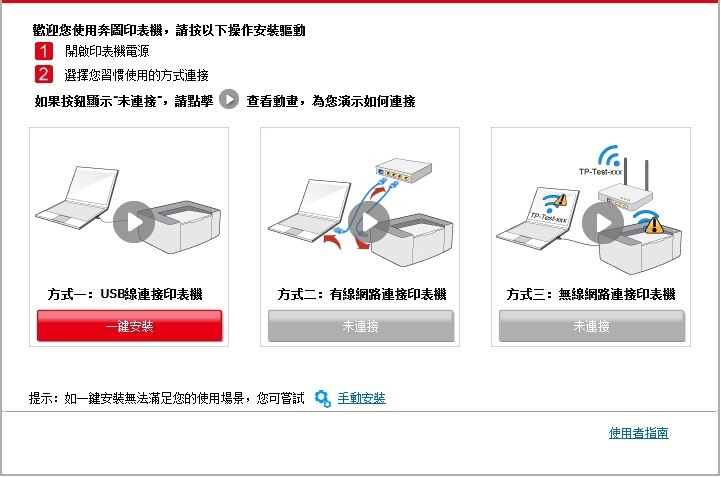 歡迎您使用奔圖印表機，請按以下操作安裝驅動
1 開啟印表機電源
2 選擇您習慣使用的方式連接
如果按鈕顯示"未連接"，請點擊 查看動畫，為您演示如何連接
TP-Test-xxx
TP-Test-xxx
方式一：USB線連接印表機
方式二：有線網路連接印表機
方式三：無線網路連接印表機
一鍵安裝
未連接
未連接
提示：如一鍵安裝無法滿足您的使用場景，您可嘗試 手動安裝
使用者指南